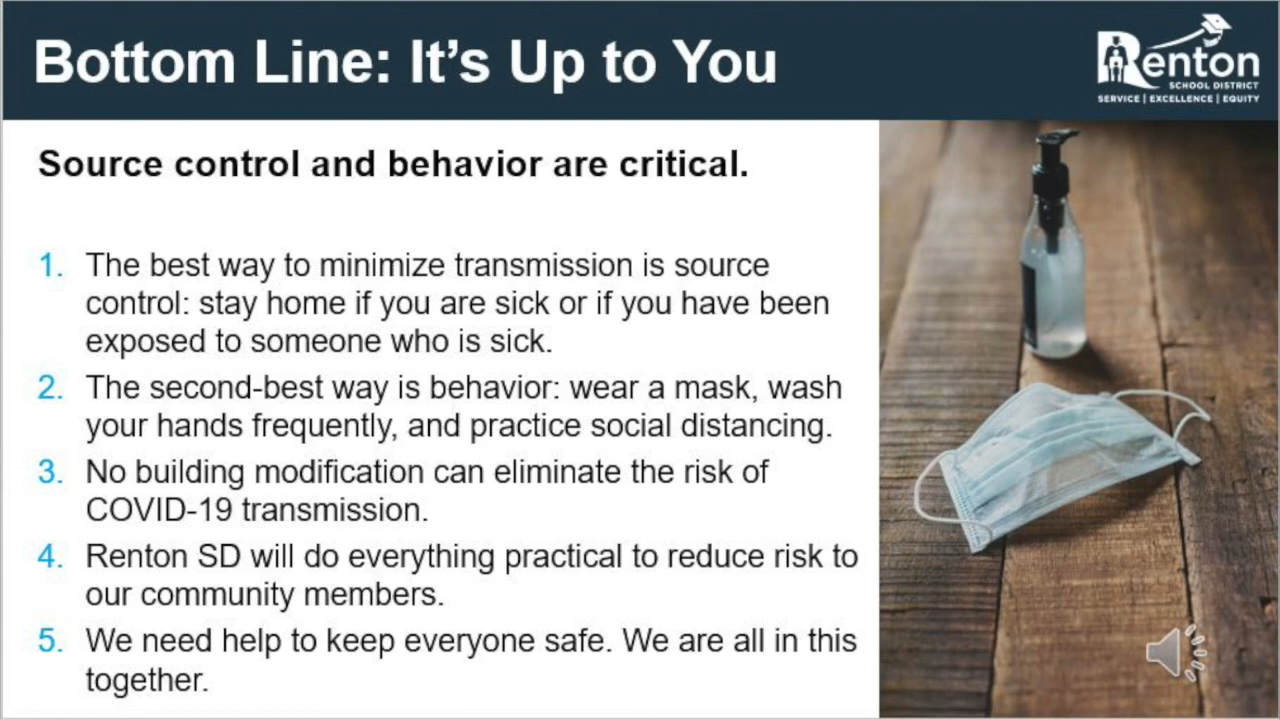 Bottom Line: It's Up to You
Renton
SCHOOL DISTRICT
SERVICE | EXCELLENCE | EQUITY
Source control and behavior are critical.
1. The best way to minimize transmission is source
control: stay home if you are sick or if you have been
exposed to someone who is sick.
2. The second-best way is behavior: wear a mask, wash
your hands frequently, and practice social distancing.
3. No building modification can eliminate the risk of
COVID-19 transmission.
4. Renton SD will do everything practical to reduce risk to
our community members.
5. We need help to keep everyone safe. We are all in this
together.